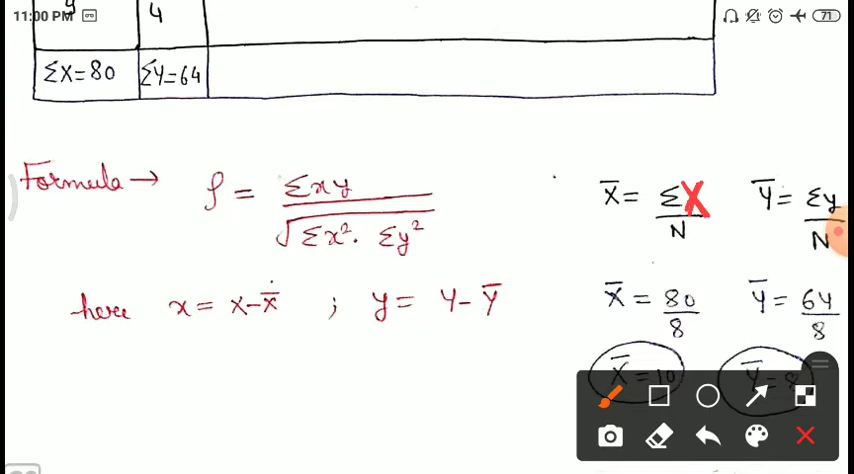 11:00 PM 71
4
ΣX=80 ΣY=64
Formula → ρ = Σxy / √Σx². Σy²
X̄ = ΣX / N Ȳ = Σy / N
here x = X-X̄ ; y = Y-Ȳ
X̄ = 80 / 8 Ȳ = 64 / 8
X̄ = 10 Ȳ = 8